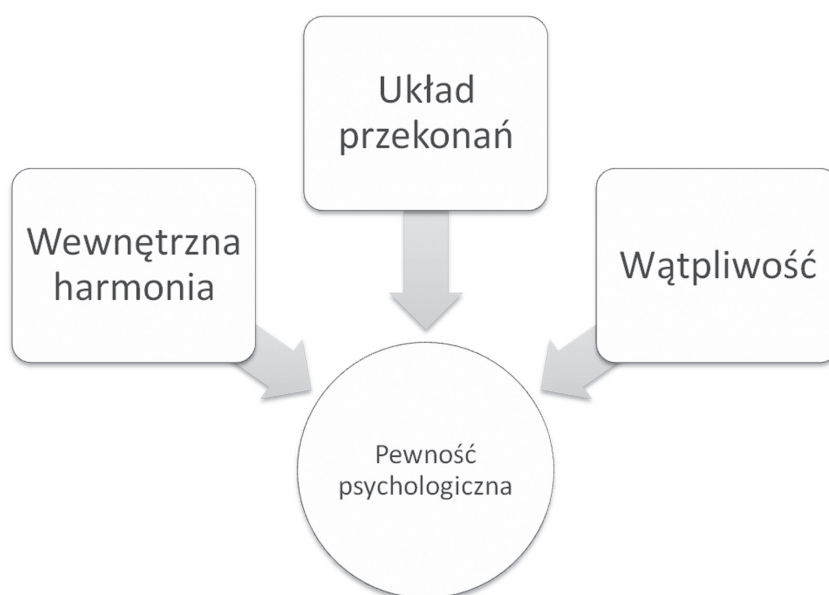 Wewnętrzna
harmonia
Układ
przekonań
Wątpliwość
Pewność
psychologiczna